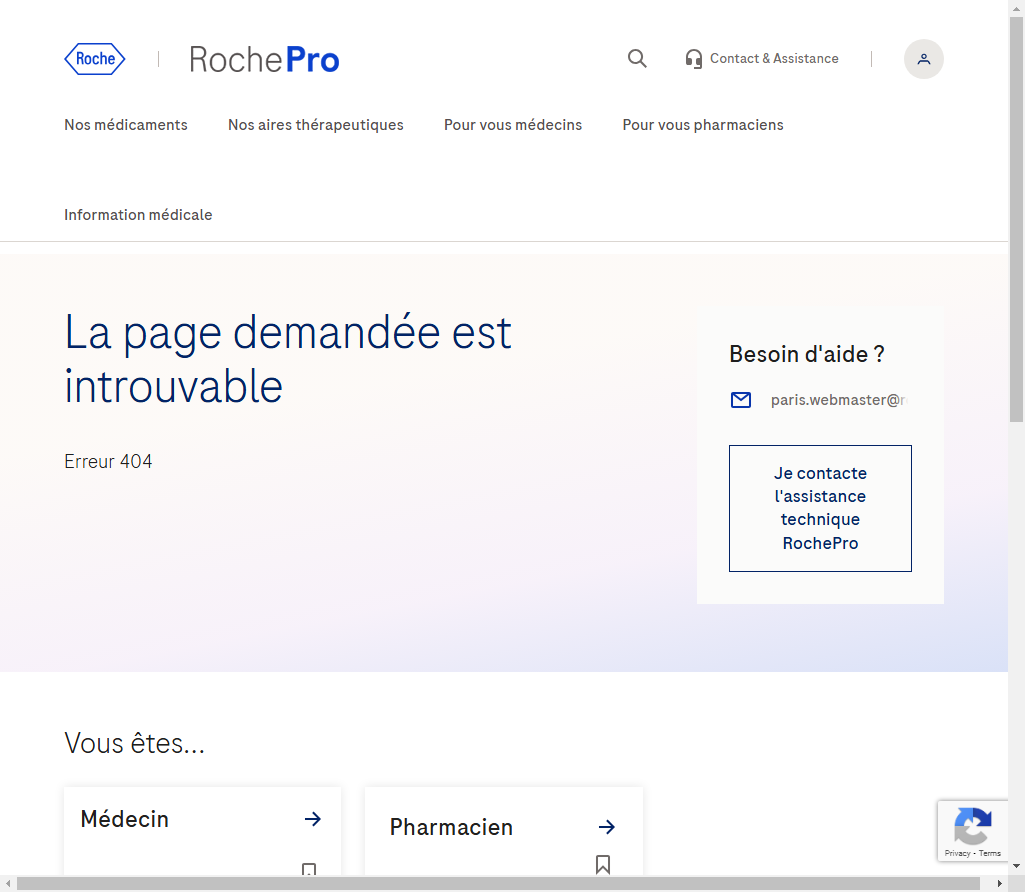 Roche
RochePro
Contact & Assistance
Nos médicaments
Nos aires thérapeutiques
Pour vous médecins
Pour vous pharmaciens
Information médicale
La page demandée est
introuvable
Erreur 404
Besoin d'aide ?
paris.webmaster@r
Je contacte
l'assistance
technique
RochePro
Vous êtes...
Médecin
Pharmacien
Privacy - Terms